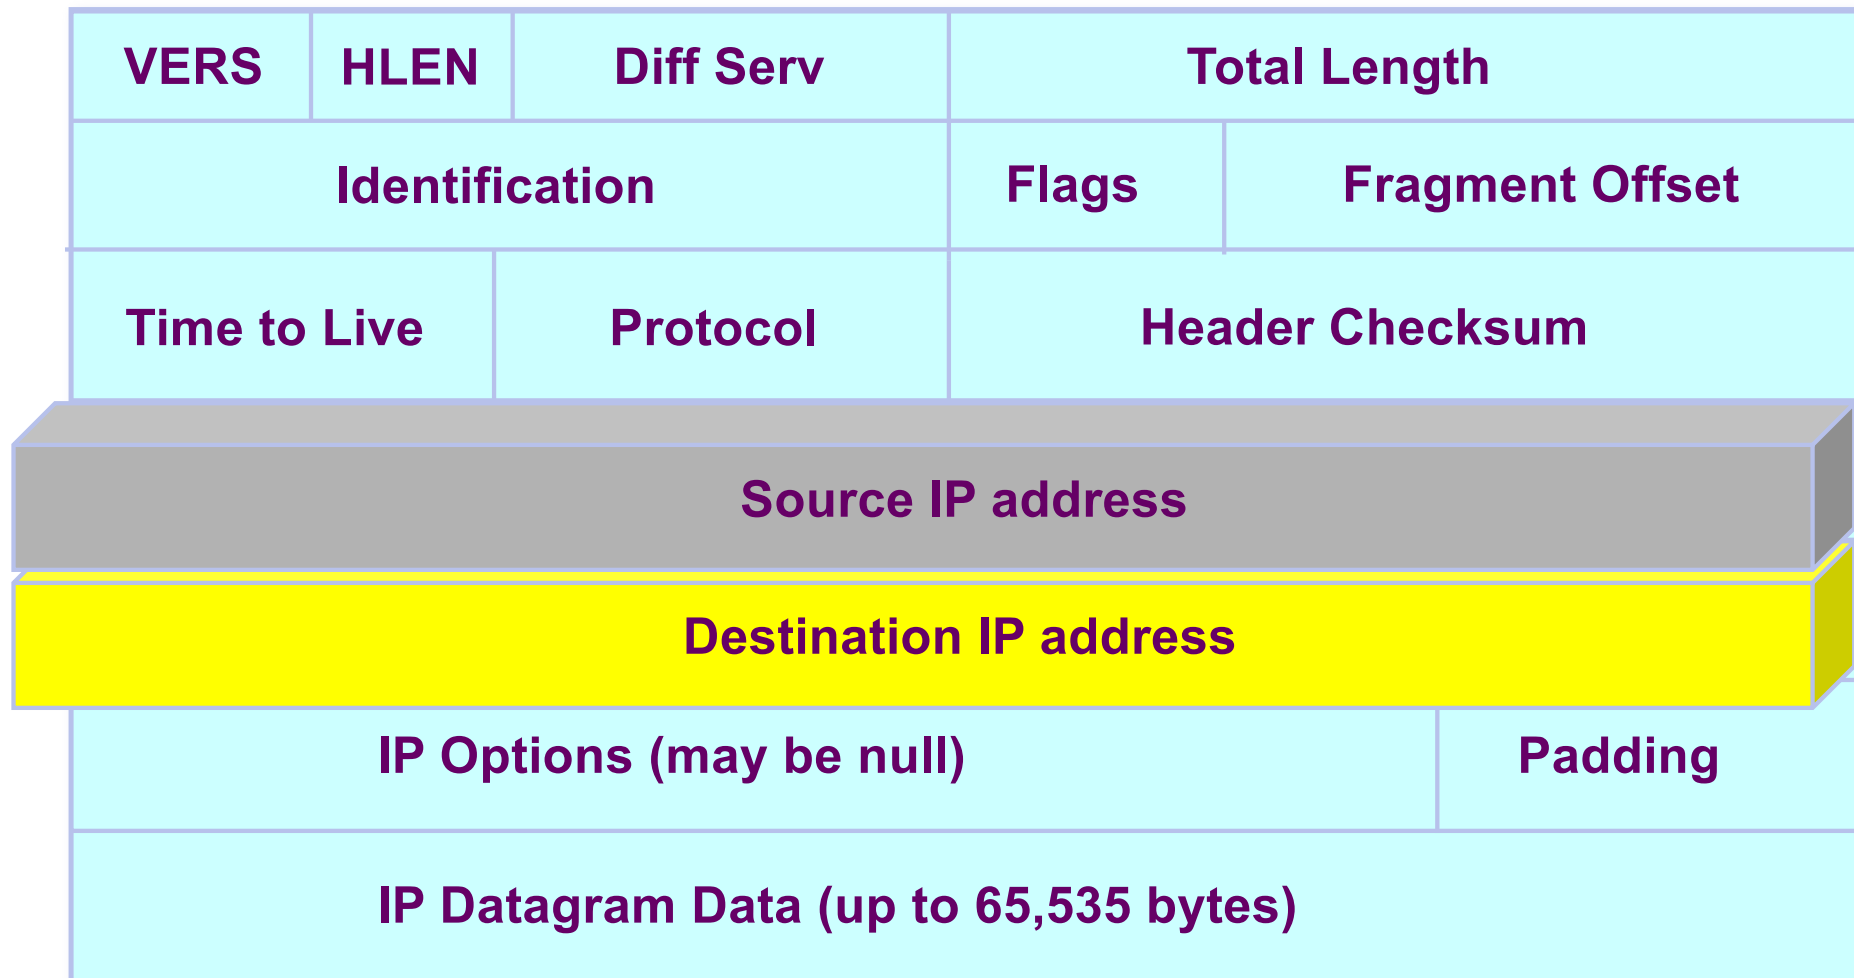 VERS HLEN Diff Serv Total Length
Identification Flags Fragment Offset
Time to Live Protocol Header Checksum
Source IP address
Destination IP address
IP Options (may be null) Padding
IP Datagram Data (up to 65,535 bytes)